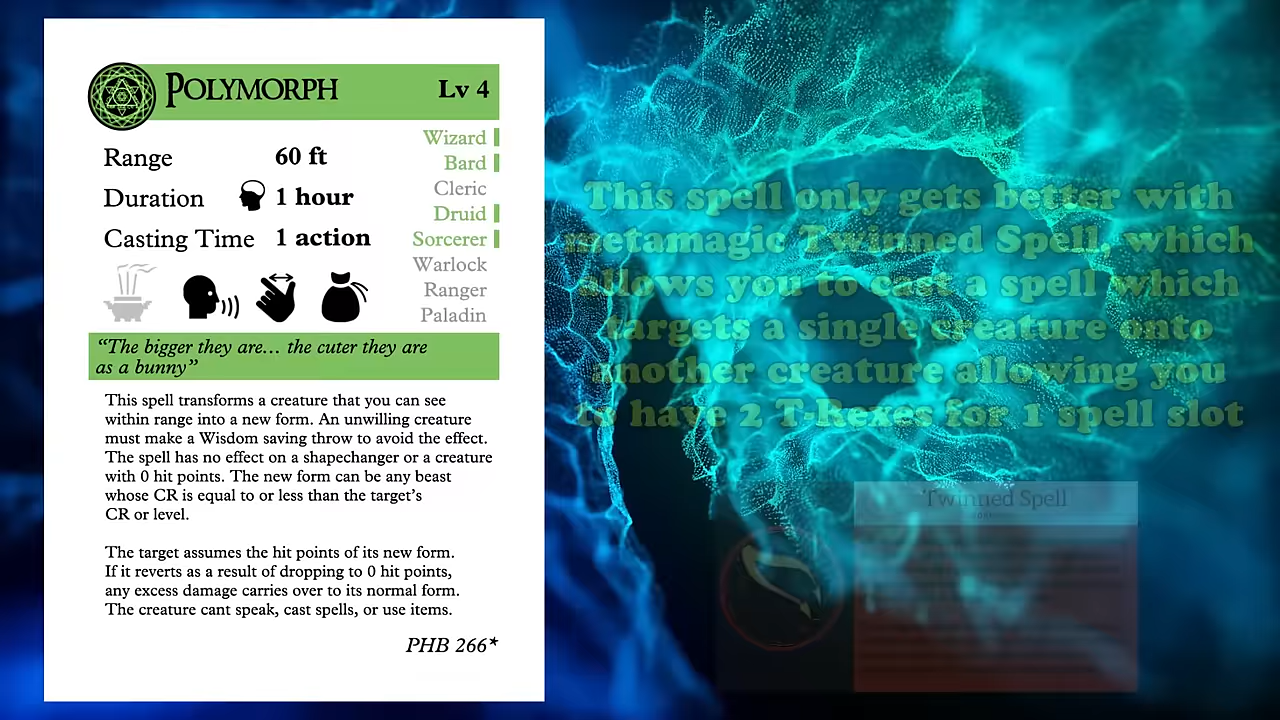 POLYMORPH
Lv 4
Range 60 ft
Duration 1 hour
Casting Time 1 action
Wizard
Bard
Cleric
Druid
Sorcerer
Warlock
Ranger
Paladin
“The bigger they are... the cuter they are
as a bunny”
This spell transforms a creature that you can see
within range into a new form. An unwilling creature
must make a Wisdom saving throw to avoid the effect.
The spell has no effect on a shapechanger or a creature
with 0 hit points. The new form can be any beast
whose CR is equal to or less than the target’s
CR or level.
The target assumes the hit points of its new form.
If it reverts as a result of dropping to 0 hit points,
any excess damage carries over to its normal form.
The creature cant speak, cast spells, or use items.
PHB 266*
This spell only gets better with
metamagic Twinned Spell, which
allows you to cast a spell which
targets a single creature onto
another creature allowing you
to have 2 T-Rexes for 1 spell slot
Twinned Spell